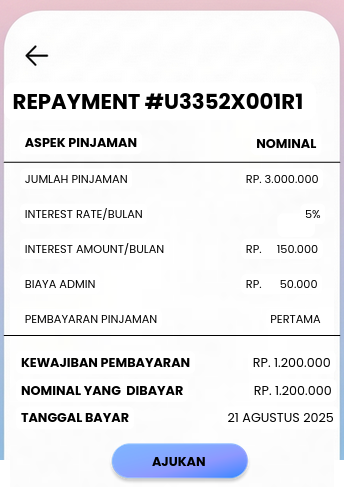 REPAYMENT #U3352X001R1
ASPEK PINJAMAN NOMINAL
JUMLAH PINJAMAN RP. 3.000.000
INTEREST RATE/BULAN 5%
INTEREST AMOUNT/BULAN RP. 150.000
BIAYA ADMIN RP. 50.000
PEMBAYARAN PINJAMAN PERTAMA
KEWAJIBAN PEMBAYARAN RP. 1.200.000
NOMINAL YANG DIBAYAR RP. 1.200.000
TANGGAL BAYAR 21 AGUSTUS 2025
AJUKAN